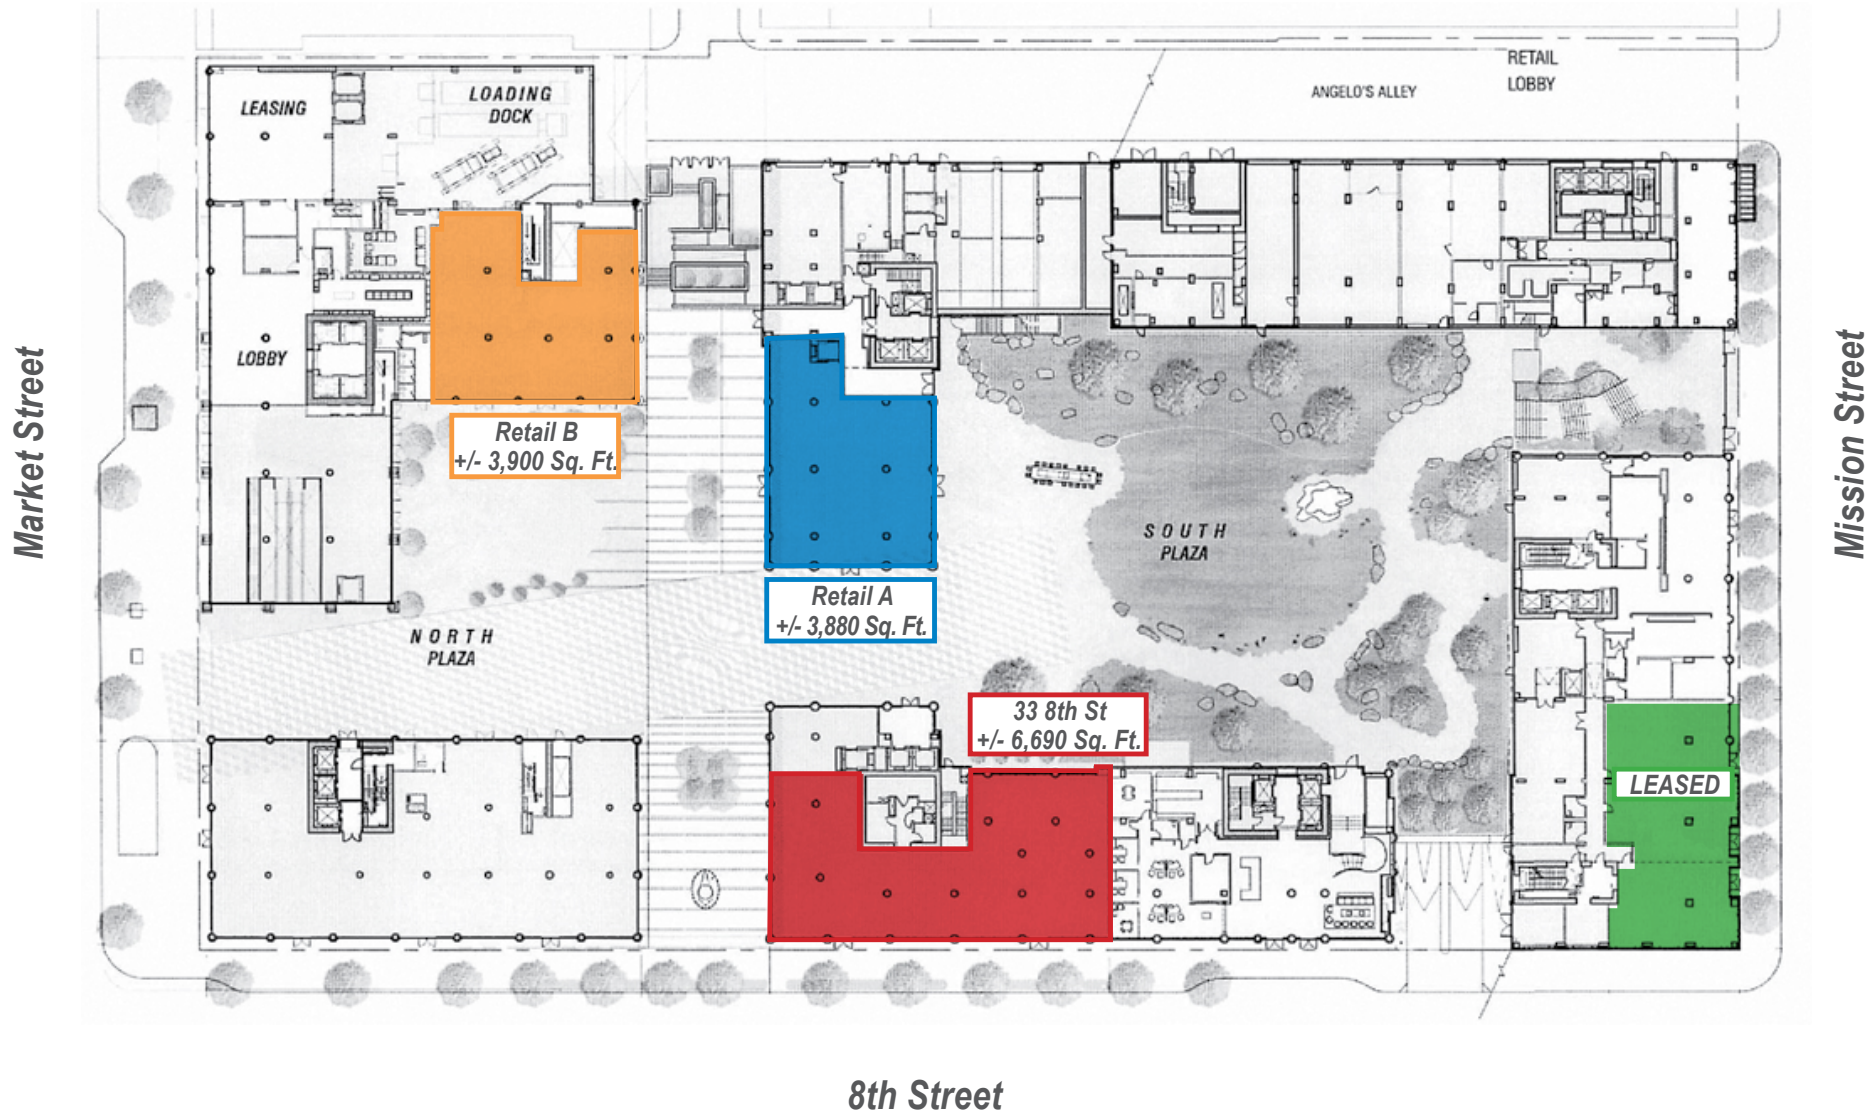 RETAIL
LOBBY
ANGELO'S ALLEY
LEASING
LOADING
DOCK
LOBBY
Retail B
+/- 3,900 Sq. Ft.
Market Street
Mission Street
SOUTH
PLAZA
Retail A
+/- 3,880 Sq. Ft.
NORTH
PLAZA
33 8th St
+/- 6,690 Sq. Ft.
LEASED
8th Street